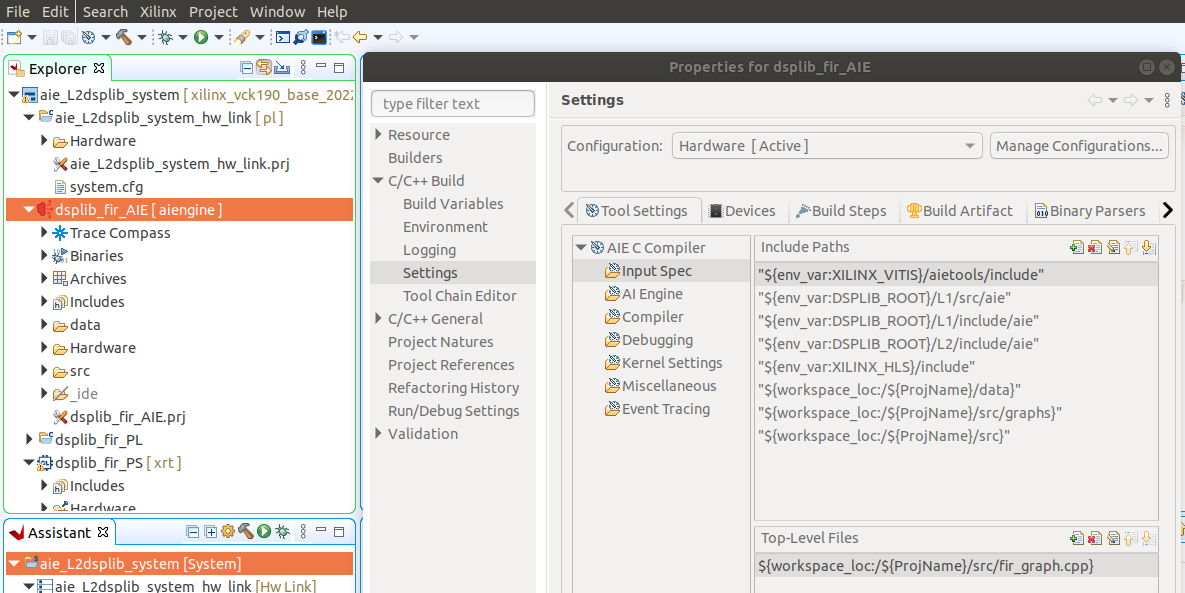 File Edit Search Xilinx Project Window Help
Explorer
aie_L2dsplib_system [ xilinx_vck190_base_202
aie_L2dsplib_system_hw_link [ pl ]
Hardware
aie_L2dsplib_system_hw_link.prj
system.cfg
dsplib_fir_AIE [ aiengine ]
Trace Compass
Binaries
Archives
Includes
data
Hardware
src
_ide
dsplib_fir_AIE.prj
dsplib_fir_PL
dsplib_fir_PS [ xrt ]
Includes
Hardware
Assistant
aie_L2dsplib_system [System]
aie_L2dsplib_system_hw_link [Hw Link]
Properties for dsplib_fir_AIE
type filter text
Resource
Builders
C/C++ Build
Build Variables
Environment
Logging
Settings
Tool Chain Editor
C/C++ General
Project Natures
Project References
Refactoring History
Run/Debug Settings
Validation
Settings
Configuration: Hardware [ Active ] Manage Configurations...
Tool Settings Devices Build Steps Build Artifact Binary Parsers
AIE C Compiler
Input Spec
AI Engine
Compiler
Debugging
Kernel Settings
Miscellaneous
Event Tracing
Include Paths
"${env_var:XILINX_VITIS}/aietools/include"
"${env_var:DSPLIB_ROOT}/L1/src/aie"
"${env_var:DSPLIB_ROOT}/L1/include/aie"
"${env_var:DSPLIB_ROOT}/L2/include/aie"
"${env_var:XILINX_HLS}/include"
"${workspace_loc:/${ProjName}/data}"
"${workspace_loc:/${ProjName}/src/graphs}"
"${workspace_loc:/${ProjName}/src}"
Top-Level Files
${workspace_loc:/${ProjName}/src/fir_graph.cpp}